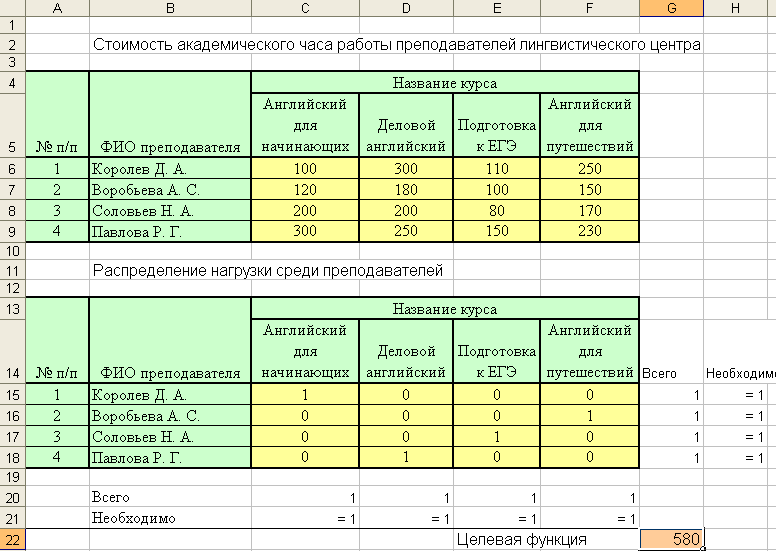 A B C D E F G H
1
2 Стоимость академического часа работы преподавателей лингвистического центра
3
4 Название курса
5 № п/п ФИО преподавателя Английский для начинающих Деловой английский Подготовка к ЕГЭ Английский для путешествий
6 1 Королев Д. А. 100 300 110 250
7 2 Воробьева А. С. 120 180 100 150
8 3 Соловьев Н. А. 200 200 80 170
9 4 Павлова Р. Г. 300 250 150 230
10
11 Распределение нагрузки среди преподавателей
12
13 Название курса
14 № п/п ФИО преподавателя Английский для начинающих Деловой английский Подготовка к ЕГЭ Английский для путешествий Всего Необходимо
15 1 Королев Д. А. 1 0 0 0 1 = 1
16 2 Воробьева А. С. 0 0 0 1 1 = 1
17 3 Соловьев Н. А. 0 0 1 0 1 = 1
18 4 Павлова Р. Г. 0 1 0 0 1 = 1
19
20 Всего 1 1 1 1
21 Необходимо = 1 = 1 = 1 = 1
22 Целевая функция 580